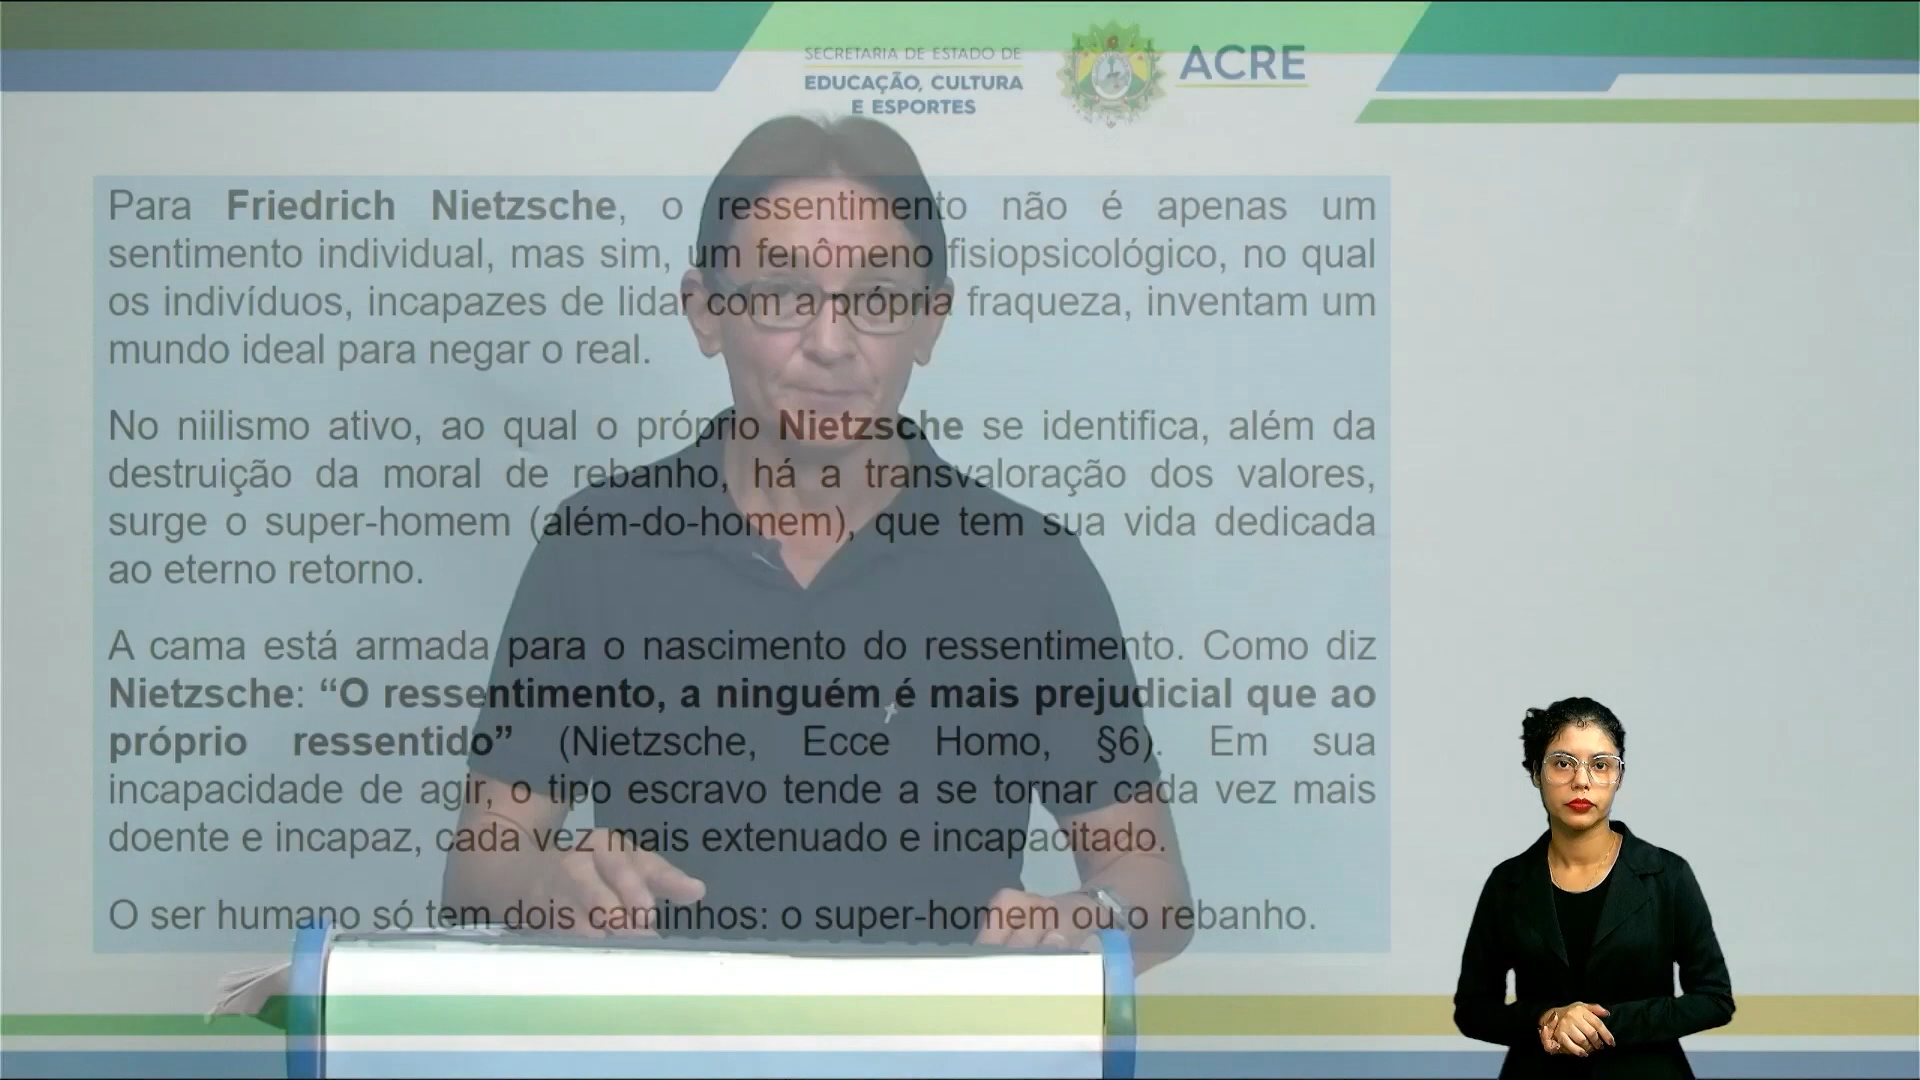 SECRETARIA DE ESTADO DE
EDUCAÇÃO, CULTURA
E ESPORTES
ACRE
Para Friedrich Nietzsche, o ressentimento não é apenas um
sentimento individual, mas sim, um fenômeno fisiopsicológico, no qual
os indivíduos, incapazes de lidar com a própria fraqueza, inventam um
mundo ideal para negar o real.
No niilismo ativo, ao qual o próprio Nietzsche se identifica, além da
destruição da moral de rebanho, há a transvaloração dos valores,
surge o super-homem (além-do-homem), que tem sua vida dedicada
ao eterno retorno.
A cama está armada para o nascimento do ressentimento. Como diz
Nietzsche: “O ressentimento, a ninguém é mais prejudicial que ao
próprio ressentido” (Nietzsche, Ecce Homo, §6). Em sua
incapacidade de agir, o tipo escravo tende a se tornar cada vez mais
doente e incapaz, cada vez mais extenuado e incapacitado.
O ser humano só tem dois caminhos: o super-homem ou o rebanho.